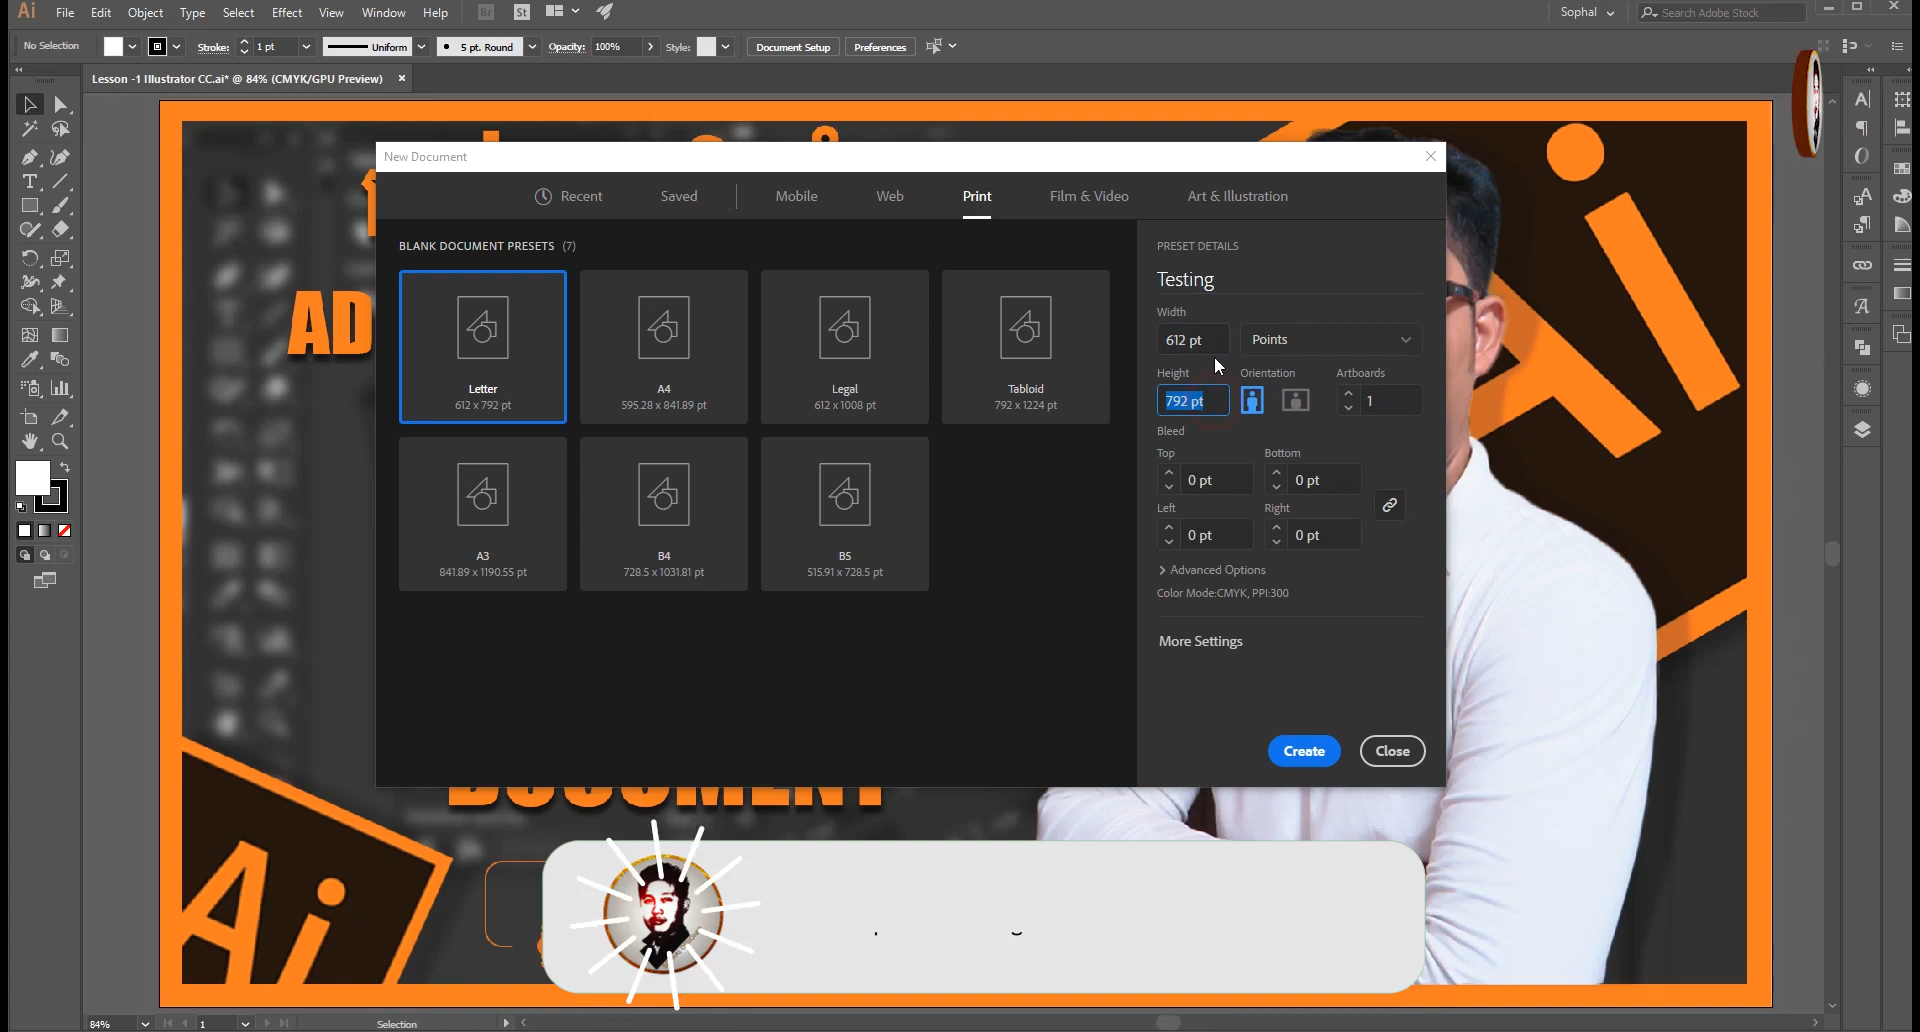 Ai File Edit Object Type Select Effect View Window Help Br St Sophal Search Adobe Stock
No Selection Stroke: 1 pt Uniform 5 pt. Round Opacity: 100% Style: Document Setup Preferences
Lesson -1 Illustrator CC.ai* @ 84% (CMYK/GPU Preview)
New Document
Recent Saved Mobile Web Print Film & Video Art & Illustration
BLANK DOCUMENT PRESETS (7)
Letter
612 x 792 pt
A4
595.28 x 841.89 pt
Legal
612 x 1008 pt
Tabloid
792 x 1224 pt
A3
841.89 x 1190.55 pt
B4
728.5 x 1031.81 pt
B5
515.91 x 728.5 pt
PRESET DETAILS
Testing
Width
612 pt Points
Height Orientation Artboards
792 pt 1
Bleed
Top Bottom
0 pt 0 pt
Left Right
0 pt 0 pt
Advanced Options
Color Mode:CMYK, PPI:300
More Settings
Create Close
AD
DOCUMENT
Ai
Ai
84% 1 Selection